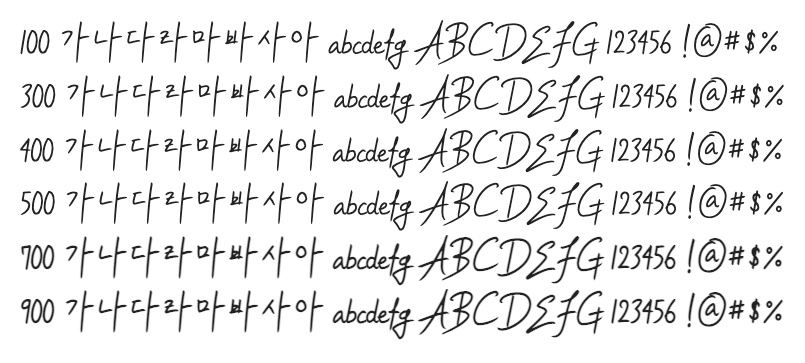 100 가나다라마바사아 abcdefg ABCDEFG 123456 !@#$%
300 가나다라마바사아 abcdefg ABCDEFG 123456 !@#$%
400 가나다라마바사아 abcdefg ABCDEFG 123456 !@#$%
500 가나다라마바사아 abcdefg ABCDEFG 123456 !@#$%
700 가나다라마바사아 abcdefg ABCDEFG 123456 !@#$%
900 가나다라마바사아 abcdefg ABCDEFG 123456 !@#$%